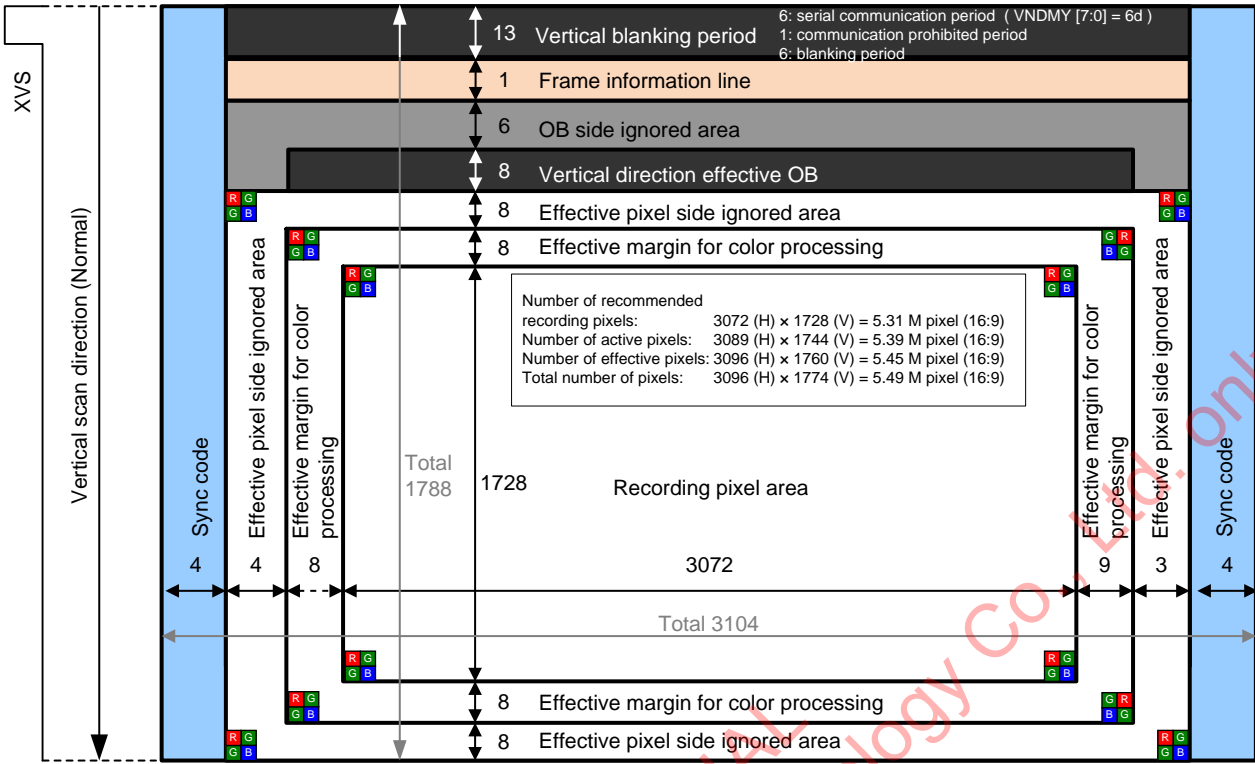 XVS
Vertical scan direction (Normal)
13 Vertical blanking period
6: serial communication period ( VNDMY [7:0] = 6d )
1: communication prohibited period
6: blanking period
1 Frame information line
6 OB side ignored area
8 Vertical direction effective OB
R G R G
G B G B
8 Effective pixel side ignored area
R G G R
G B B G
8 Effective margin for color processing
R G R G
G B G B
Number of recommended
recording pixels: 3072 (H) × 1728 (V) = 5.31 M pixel (16:9)
Number of active pixels: 3089 (H) × 1744 (V) = 5.39 M pixel (16:9)
Number of effective pixels: 3096 (H) × 1760 (V) = 5.45 M pixel (16:9)
Total number of pixels: 3096 (H) × 1774 (V) = 5.49 M pixel (16:9)
Sync code
Effective pixel side ignored area
Effective margin for color
processing
Total
1788
1728
Recording pixel area
Effective margin for color
processing
Effective pixel side ignored area
Sync code
4 4 8 3072 9 3 4
Total 3104
R G R G
G B G B
8 Effective margin for color processing
R G G R
G B B G
8 Effective pixel side ignored area
R G R G
G B G B
Co., Ltd.